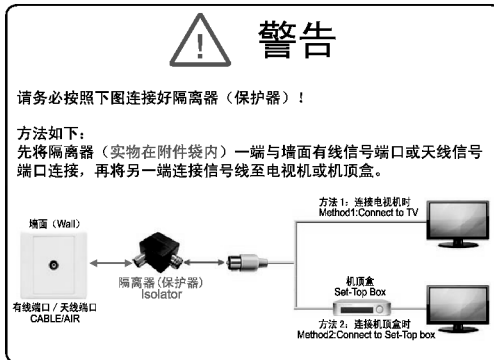 警告
请务必按照下图连接好隔离器（保护器）！
方法如下：
先将隔离器（实物在附件袋内）一端与墙面有线信号端口或天线信号
端口连接，再将另一端连接信号线至电视机或机顶盒。
墙面（Wall）
有线端口 / 天线端口
CABLE/AIR
隔离器(保护器)
Isolator
方法 1：连接电视机时
Method1:Connect to TV
机顶盒
Set-Top Box
方法 2：连接机顶盒时
Method2:Connect to Set-Top box